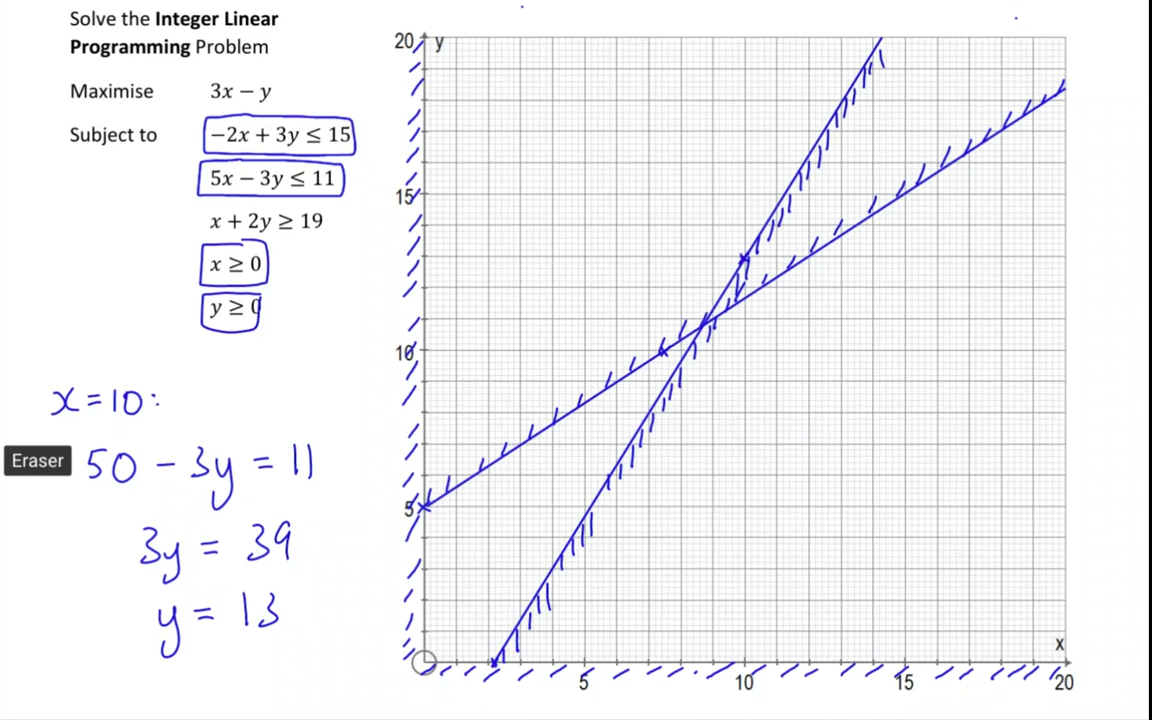 Solve the Integer Linear
Programming Problem
Maximise 3x − y
Subject to −2x + 3y ≤ 15
5x − 3y ≤ 11
x + 2y ≥ 19
x ≥ 0
y ≥ 0
x = 10:
Eraser
50 − 3y = 11
3y = 39
y = 13
20 y
15
10
5
x
5 10 15 20